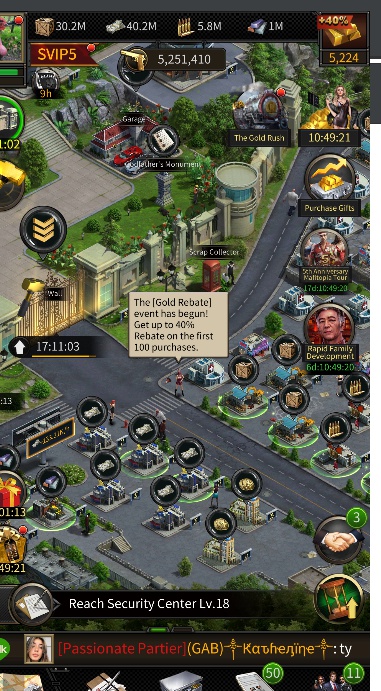 30.2M 40.2M 5.8M 1M
+40%
SVIP5
5,251,410
5,224
9h
Garage
The Gold Rush
10:49:21
1:02
Godfather's Monument
Purchase Gifts
Scrap Collector
5th Anniversary
Mafitopia Tour
17d:10:49:20
Wall
The [Gold Rebate]
event has begun!
Get up to 40%
Rebate on the first
100 purchases.
17:11:03
Rapid Family
Development
6d:10:49:20
:13
01:13
3
49:21
Reach Security Center Lv.18
[Passionate Partier](GAB) :ty
50
11